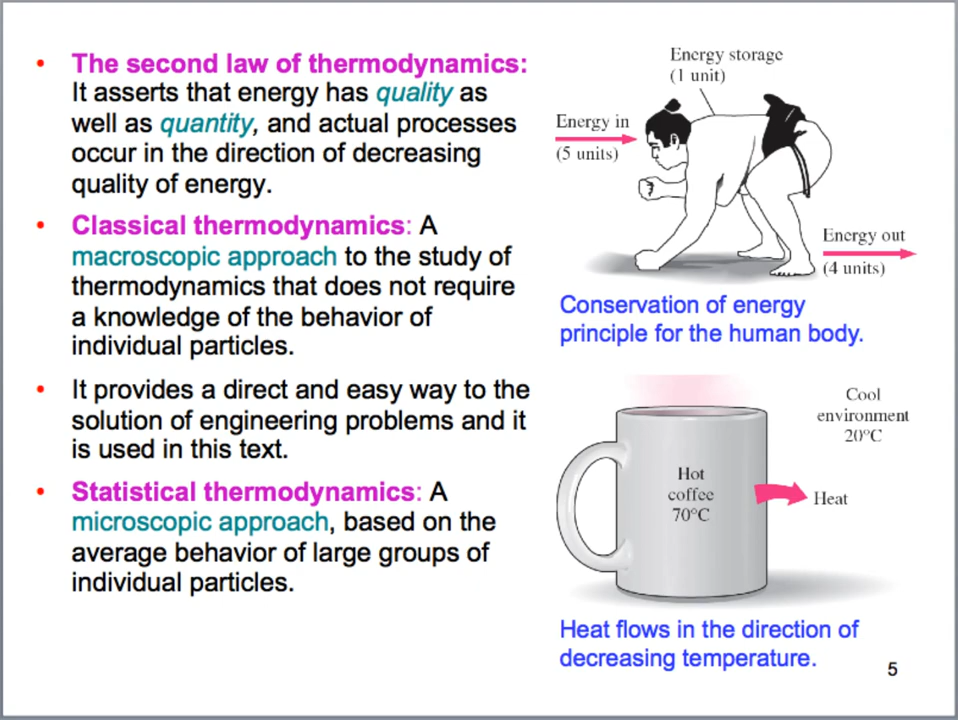 • The second law of thermodynamics:
It asserts that energy has quality as
well as quantity, and actual processes
occur in the direction of decreasing
quality of energy.
• Classical thermodynamics: A
macroscopic approach to the study of
thermodynamics that does not require
a knowledge of the behavior of
individual particles.
• It provides a direct and easy way to the
solution of engineering problems and it
is used in this text.
• Statistical thermodynamics: A
microscopic approach, based on the
average behavior of large groups of
individual particles.
Energy storage
(1 unit)
Energy in
(5 units)
Energy out
(4 units)
Conservation of energy
principle for the human body.
Cool
environment
20°C
Hot
coffee
70°C
Heat
Heat flows in the direction of
decreasing temperature.
5